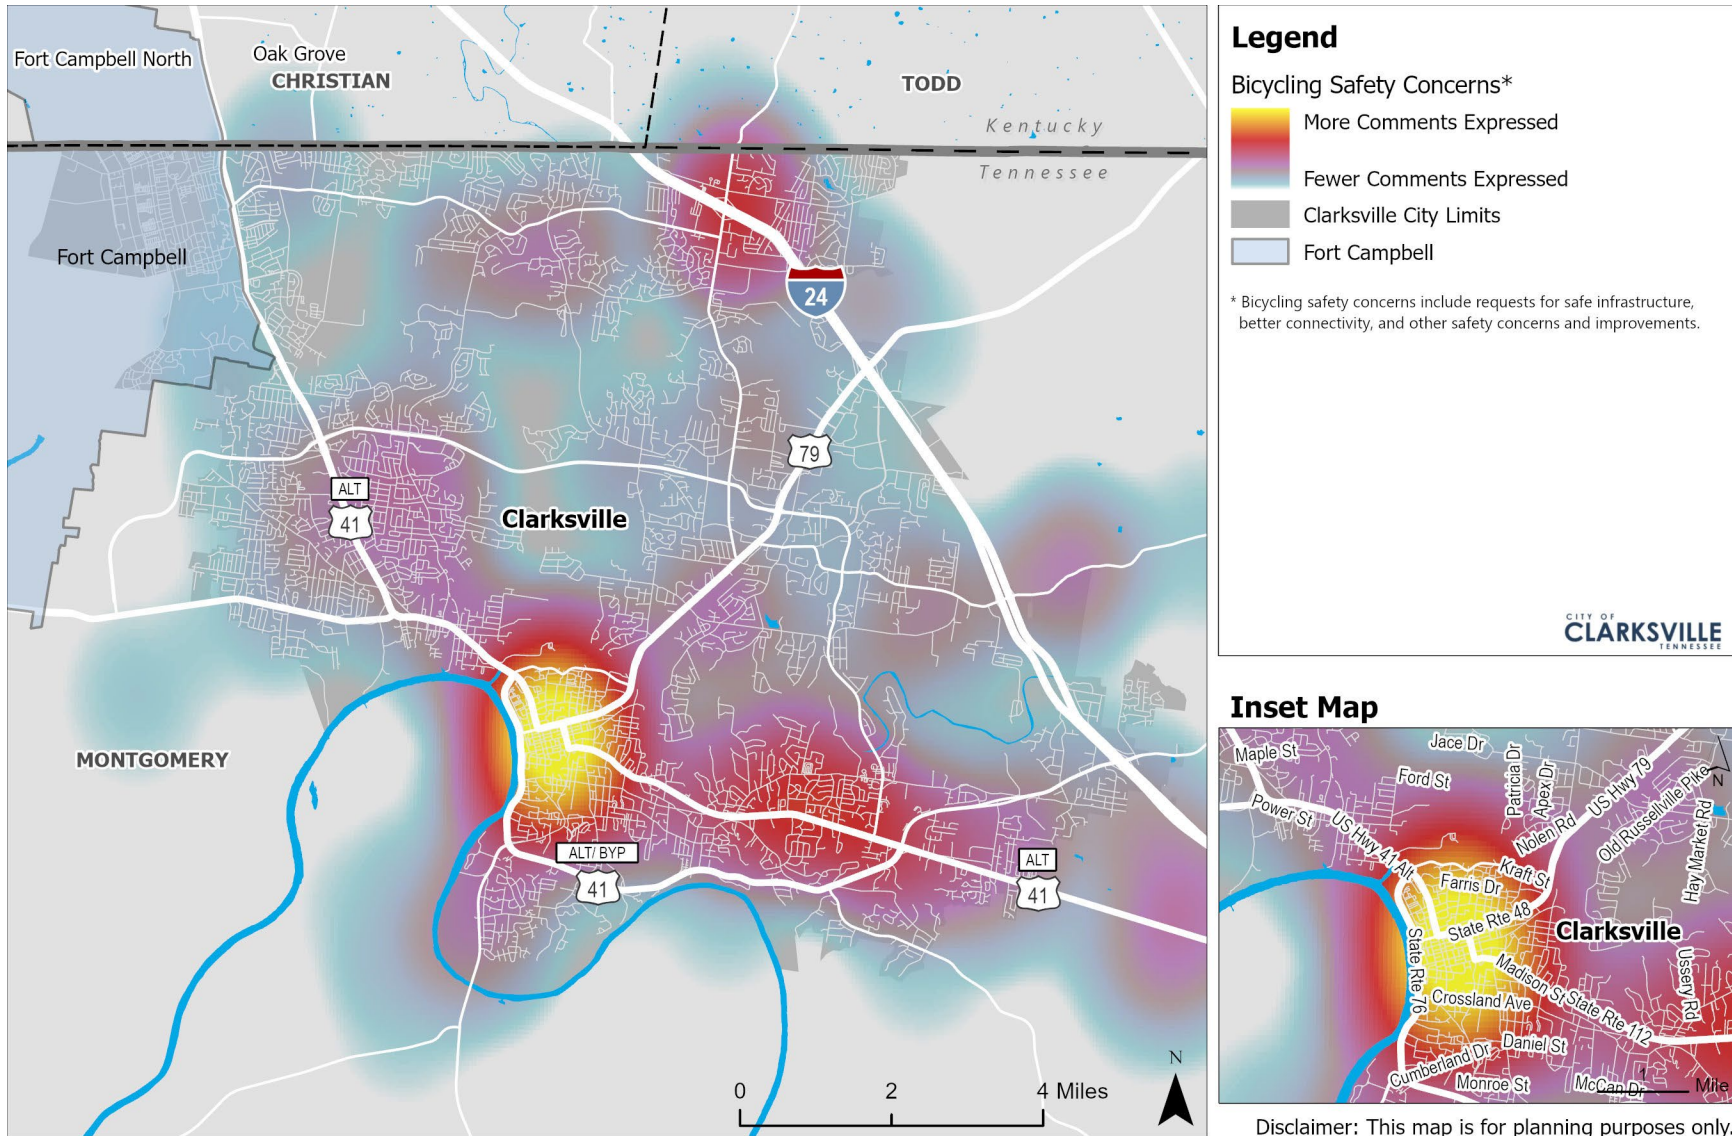 Fort Campbell North
Oak Grove
CHRISTIAN
TODD
Kentucky
Tennessee
Fort Campbell
24
79
ALT
41
Clarksville
MONTGOMERY
ALT/ BYP
41
ALT
41
N
0 2 4 Miles
Legend
Bicycling Safety Concerns*
More Comments Expressed
Fewer Comments Expressed
Clarksville City Limits
Fort Campbell
* Bicycling safety concerns include requests for safe infrastructure,
better connectivity, and other safety concerns and improvements.
CITY OF
CLARKSVILLE
TENNESSEE
Inset Map
Maple St
Jace Dr
Ford St
Patricia Dr
Apex Dr
US Hwy 79
Old Russellville Pike
N
Power St
US Hwy 41 Alt
Nolen Rd
Hay Market Rd
Kraft St
Farris Dr
State Rte 48
Clarksville
State Rte 76
Madison St
State Rte 112
Ussery Rd
Crossland Ave
Daniel St
Cumberland Dr
Monroe St
McCan Dr
1
Mile
Disclaimer: This map is for planning purposes only.